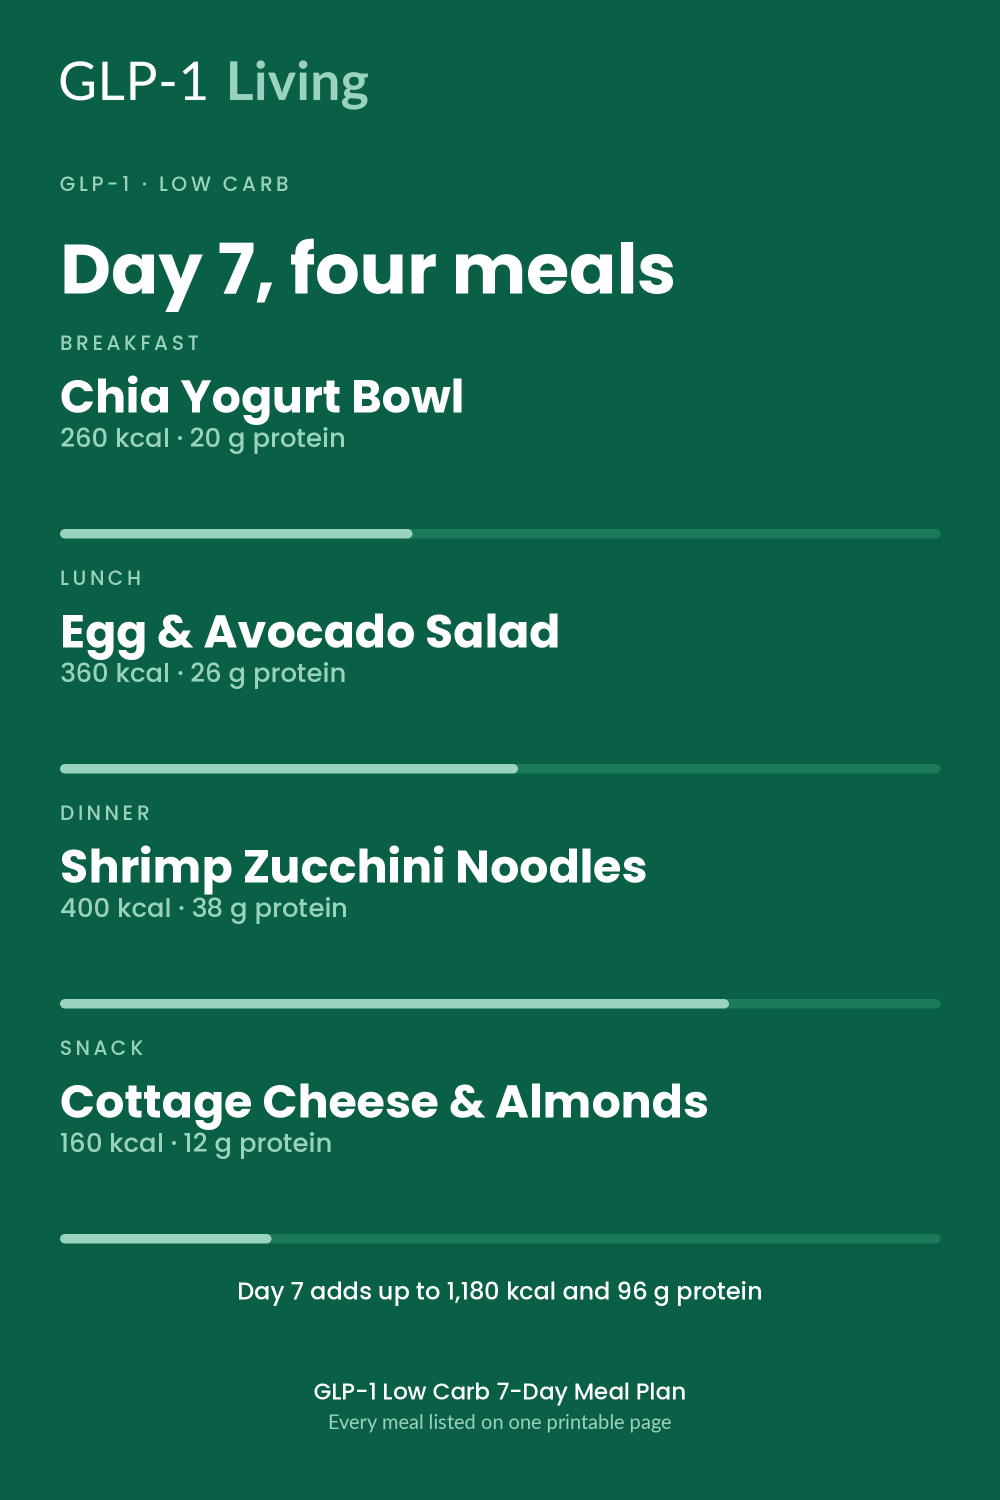 GLP-1 Living
GLP-1 · LOW CARB
Day 7, four meals
BREAKFAST
Chia Yogurt Bowl
260 kcal · 20 g protein
LUNCH
Egg & Avocado Salad
360 kcal · 26 g protein
DINNER
Shrimp Zucchini Noodles
400 kcal · 38 g protein
SNACK
Cottage Cheese & Almonds
160 kcal · 12 g protein
Day 7 adds up to 1,180 kcal and 96 g protein
GLP-1 Low Carb 7-Day Meal Plan
Every meal listed on one printable page